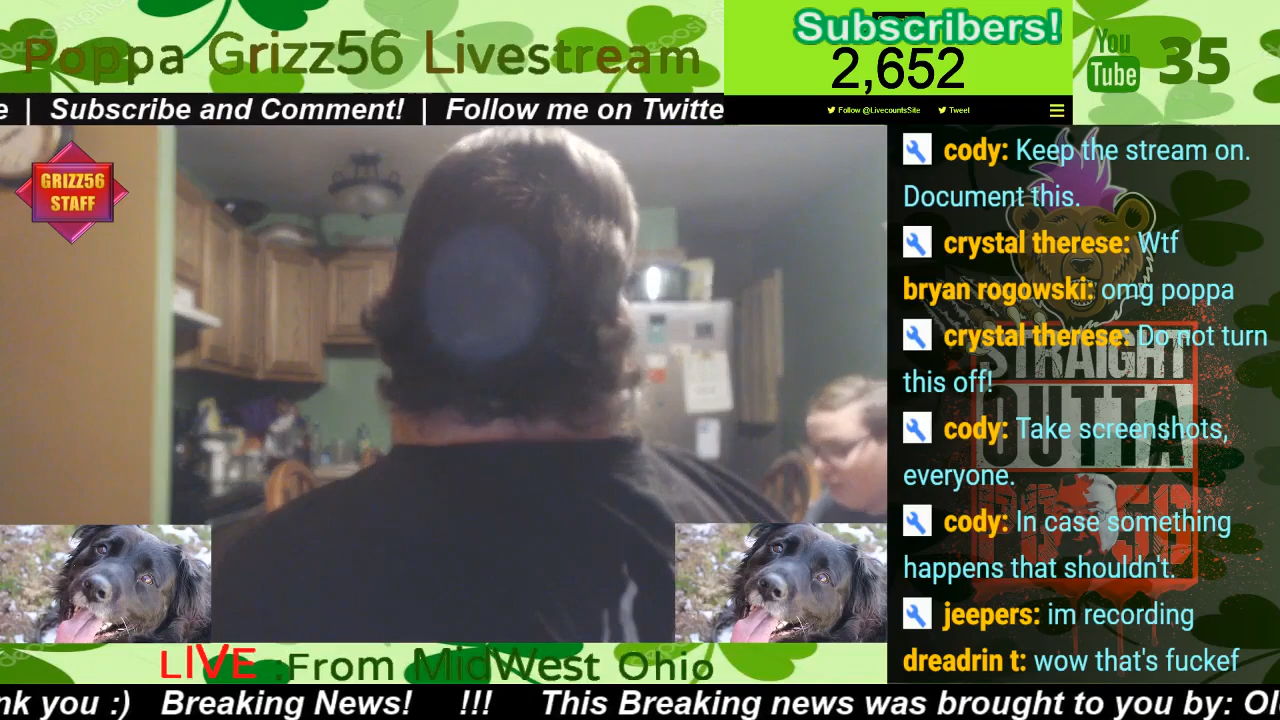 Poppa Grizz56 Livestream
Subscribers!
2,652
Follow @LivecountsSite
Tweet
You
Tube
35
e | Subscribe and Comment! | Follow me on Twitte
GRIZZ56
STAFF
cody: Keep the stream on.
Document this.
crystal therese: Wtf
bryan rogowski: omg poppa
crystal therese: Do not turn
this off!
cody: Take screenshots,
everyone.
cody: In case something
happens that shouldn't.
jeepers: im recording
dreadrin t: wow that's fuckef
STRAIGHT
OUTTA
LIVE :From MidWest Ohio
nk you :) Breaking News! !!! This Breaking news was brought to you by: Ol